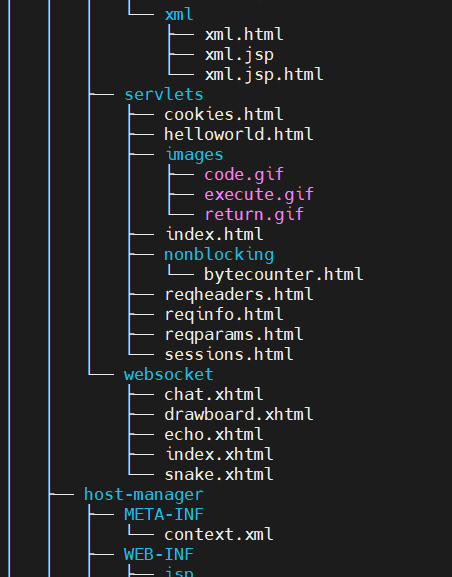 xml
xml.html
xml.jsp
xml.jsp.html
servlets
cookies.html
helloworld.html
images
code.gif
execute.gif
return.gif
index.html
nonblocking
bytecounter.html
reqheaders.html
reqinfo.html
reqparams.html
sessions.html
websocket
chat.xhtml
drawboard.xhtml
echo.xhtml
index.xhtml
snake.xhtml
host-manager
META-INF
context.xml
WEB-INF
jsp